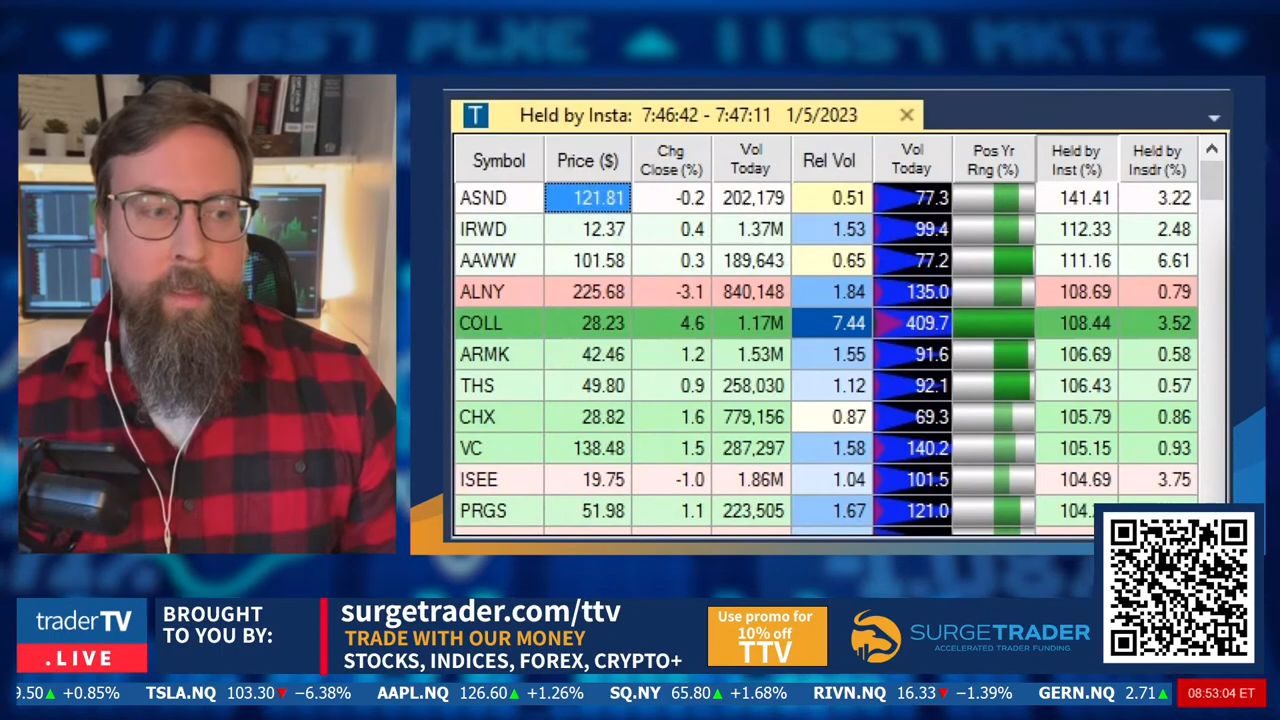 11657 PLXE ▲ 11657 MKTZ
T Held by Insta: 7:46:42 - 7:47:11 1/5/2023
Symbol Price ($) Chg Close (%) Vol Today Rel Vol Vol Today Pos Yr Rng (%) Held by Inst (%) Held by Insdr (%)
ASND 121.81 -0.2 202,179 0.51 77.3 141.41 3.22
IRWD 12.37 0.4 1.37M 1.53 99.4 112.33 2.48
AAWW 101.58 0.3 189,643 0.65 77.2 111.16 6.61
ALNY 225.68 -3.1 840,148 1.84 135.0 108.69 0.79
COLL 28.23 4.6 1.17M 7.44 409.7 108.44 3.52
ARMK 42.46 1.2 1.53M 1.55 91.6 106.69 0.58
THS 49.80 0.9 258,030 1.12 92.1 106.43 0.57
CHX 28.82 1.6 779,156 0.87 69.3 105.79 0.86
VC 138.48 1.5 287,297 1.58 140.2 105.15 0.93
ISEE 19.75 -1.0 1.86M 1.04 101.5 104.69 3.75
PRGS 51.98 1.1 223,505 1.67 121.0 104.
traderTV
.LIVE
BROUGHT
TO YOU BY:
surgetrader.com/ttv
TRADE WITH OUR MONEY
STOCKS, INDICES, FOREX, CRYPTO+
Use promo for
10% off
TTV
SURGETRADER
ACCELERATED TRADER FUNDING
9.50 ▲ +0.85% TSLA.NQ 103.30 ▼ −6.38% AAPL.NQ 126.60 ▲ +1.26% SQ.NY 65.80 ▲ +1.68% RIVN.NQ 16.33 ▼ −1.39% GERN.NQ 2.71 ▲
08:53:04 ET